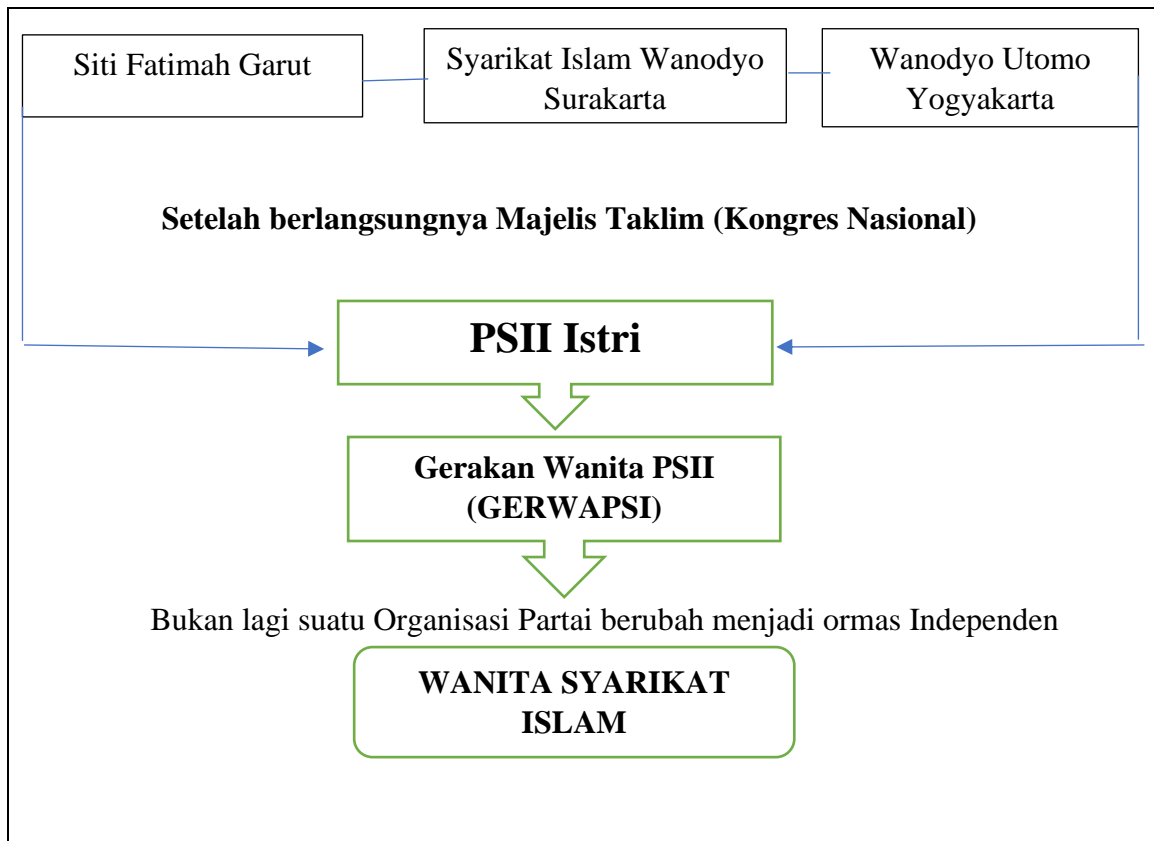 Siti Fatimah Garut
Syarikat Islam Wanodyo
Surakarta
Wanodyo Utomo
Yogyakarta
Setelah berlangsungnya Majelis Taklim (Kongres Nasional)
PSII Istri
Gerakan Wanita PSII
(GERWAPSI)
Bukan lagi suatu Organisasi Partai berubah menjadi ormas Independen
WANITA SYARIKAT
ISLAM